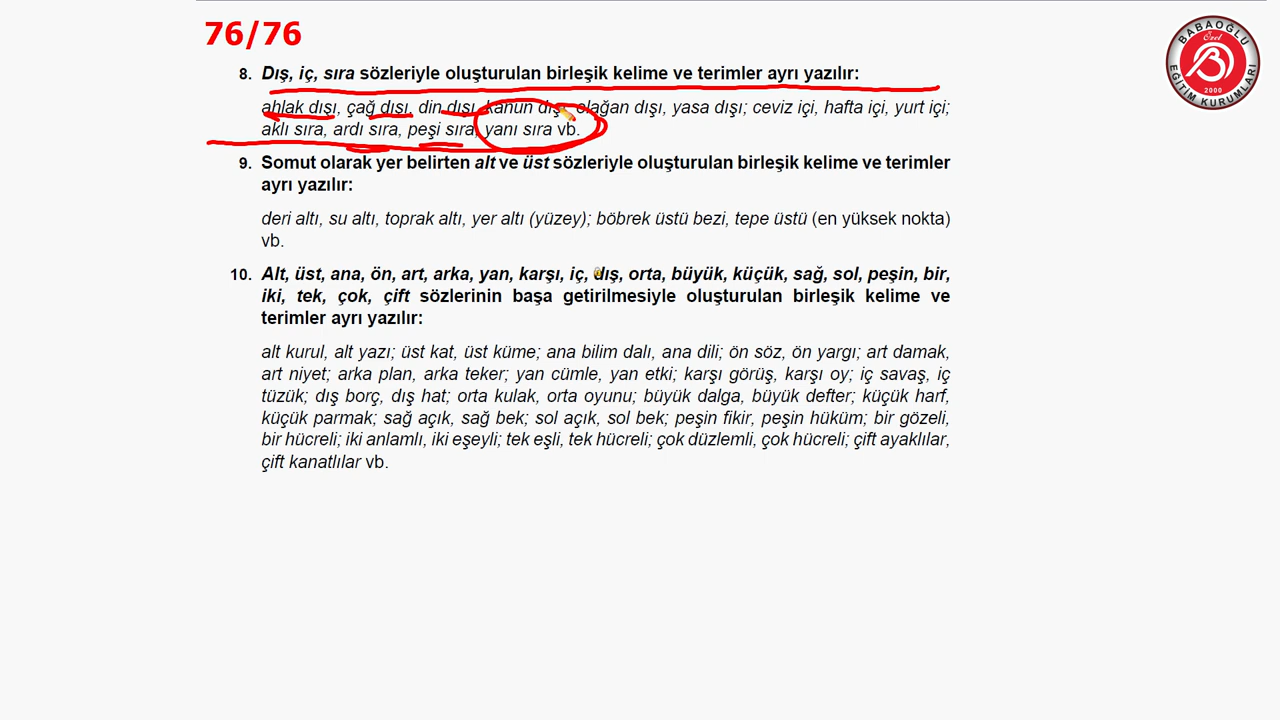 76/76
BABAOĞLU
Özel
B
2000
EĞİTİM KURUMLARI
8. Dış, iç, sıra sözleriyle oluşturulan birleşik kelime ve terimler ayrı yazılır:
ahlak dışı, çağ dışı, din dışı, kanun dışı, olağan dışı, yasa dışı; ceviz içi, hafta içi, yurt içi;
aklı sıra, ardı sıra, peşi sıra, yanı sıra vb.
9. Somut olarak yer belirten alt ve üst sözleriyle oluşturulan birleşik kelime ve terimler
ayrı yazılır:
deri altı, su altı, toprak altı, yer altı (yüzey); böbrek üstü bezi, tepe üstü (en yüksek nokta)
vb.
10. Alt, üst, ana, ön, art, arka, yan, karşı, iç, dış, orta, büyük, küçük, sağ, sol, peşin, bir,
iki, tek, çok, çift sözlerinin başa getirilmesiyle oluşturulan birleşik kelime ve
terimler ayrı yazılır:
alt kurul, alt yazı; üst kat, üst küme; ana bilim dalı, ana dili; ön söz, ön yargı; art damak,
art niyet; arka plan, arka teker; yan cümle, yan etki; karşı görüş, karşı oy; iç savaş, iç
tüzük; dış borç, dış hat; orta kulak, orta oyunu; büyük dalga, büyük defter; küçük harf,
küçük parmak; sağ açık, sağ bek; sol açık, sol bek; peşin fikir, peşin hüküm; bir gözeli,
bir hücreli; iki anlamlı, iki eşeyli; tek eşli, tek hücreli; çok düzlemli, çok hücreli; çift ayaklılar,
çift kanatlılar vb.